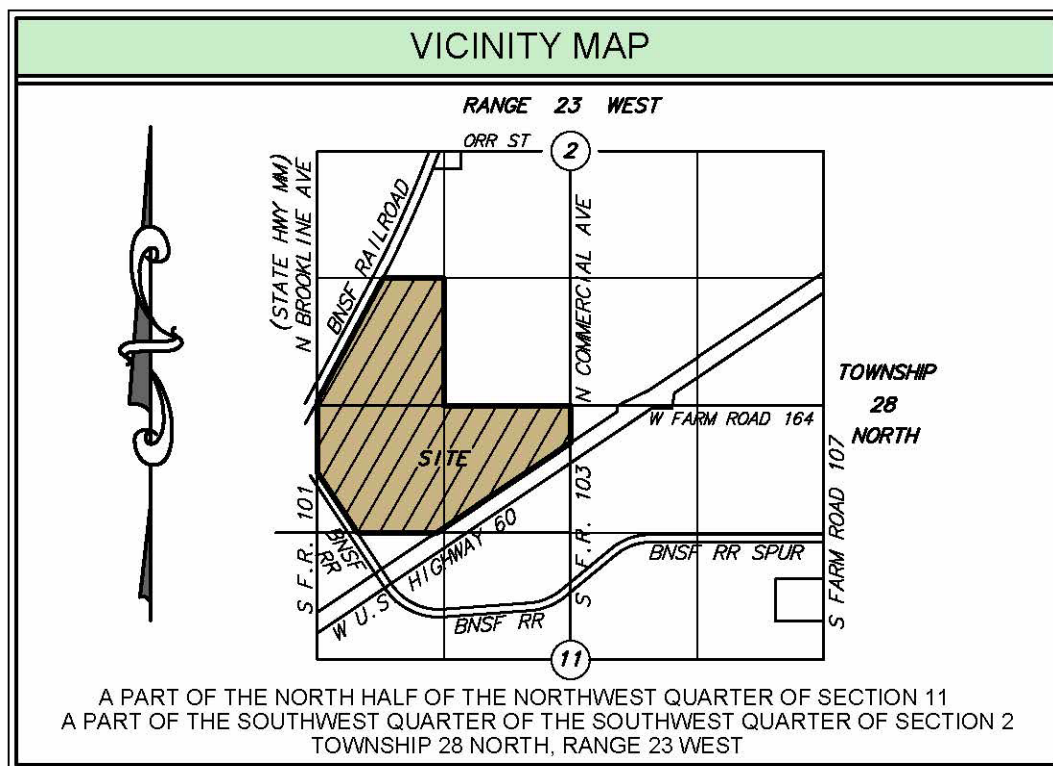 VICINITY MAP
RANGE 23 WEST
ORR ST
2
(STATE HWY MM)
N BROOKLINE AVE
BNSF RAILROAD
N COMMERCIAL AVE
TOWNSHIP
28
NORTH
W FARM ROAD 164
SITE
S F.R. 101
BNSF
RR
W U.S HIGHWAY 60
S F.R. 103
BNSF RR SPUR
S FARM ROAD 107
BNSF RR
11
A PART OF THE NORTH HALF OF THE NORTHWEST QUARTER OF SECTION 11
A PART OF THE SOUTHWEST QUARTER OF THE SOUTHWEST QUARTER OF SECTION 2
TOWNSHIP 28 NORTH, RANGE 23 WEST